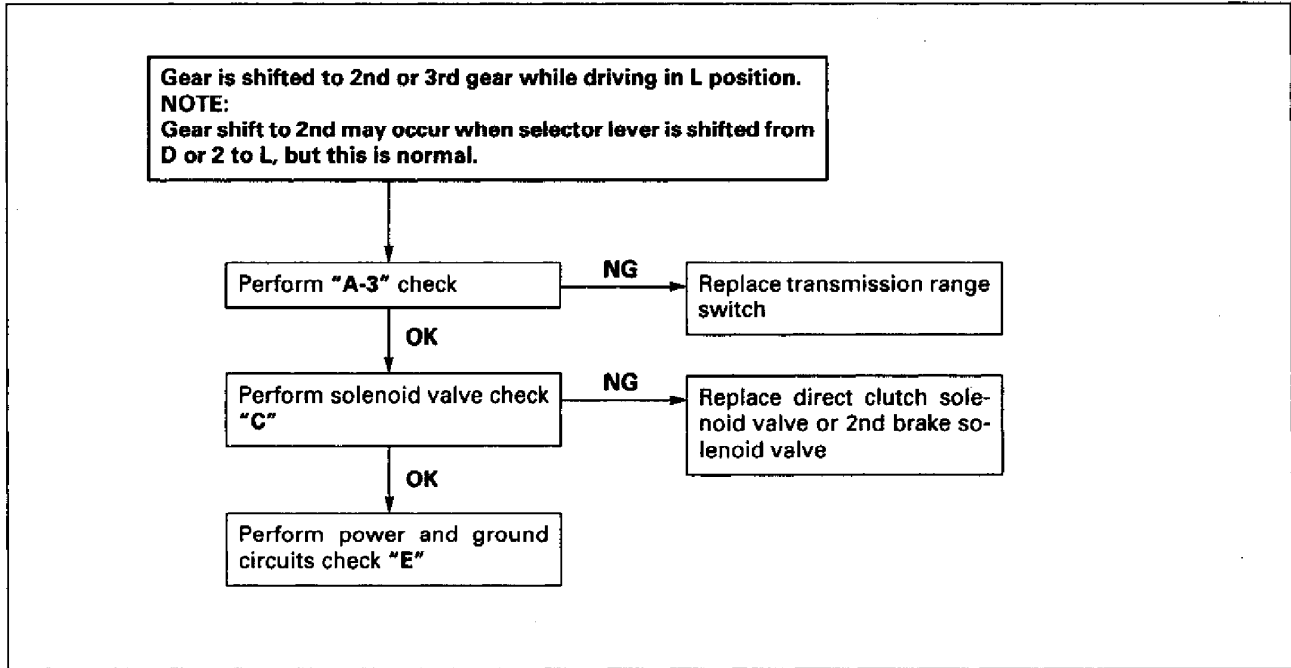 Gear is shifted to 2nd or 3rd gear while driving in L position.
NOTE:
Gear shift to 2nd may occur when selector lever is shifted from
D or 2 to L, but this is normal.
Perform "A-3" check
NG
Replace transmission range
switch
OK
Perform solenoid valve check
"C"
NG
Replace direct clutch sole-
noid valve or 2nd brake so-
lenoid valve
OK
Perform power and ground
circuits check "E"